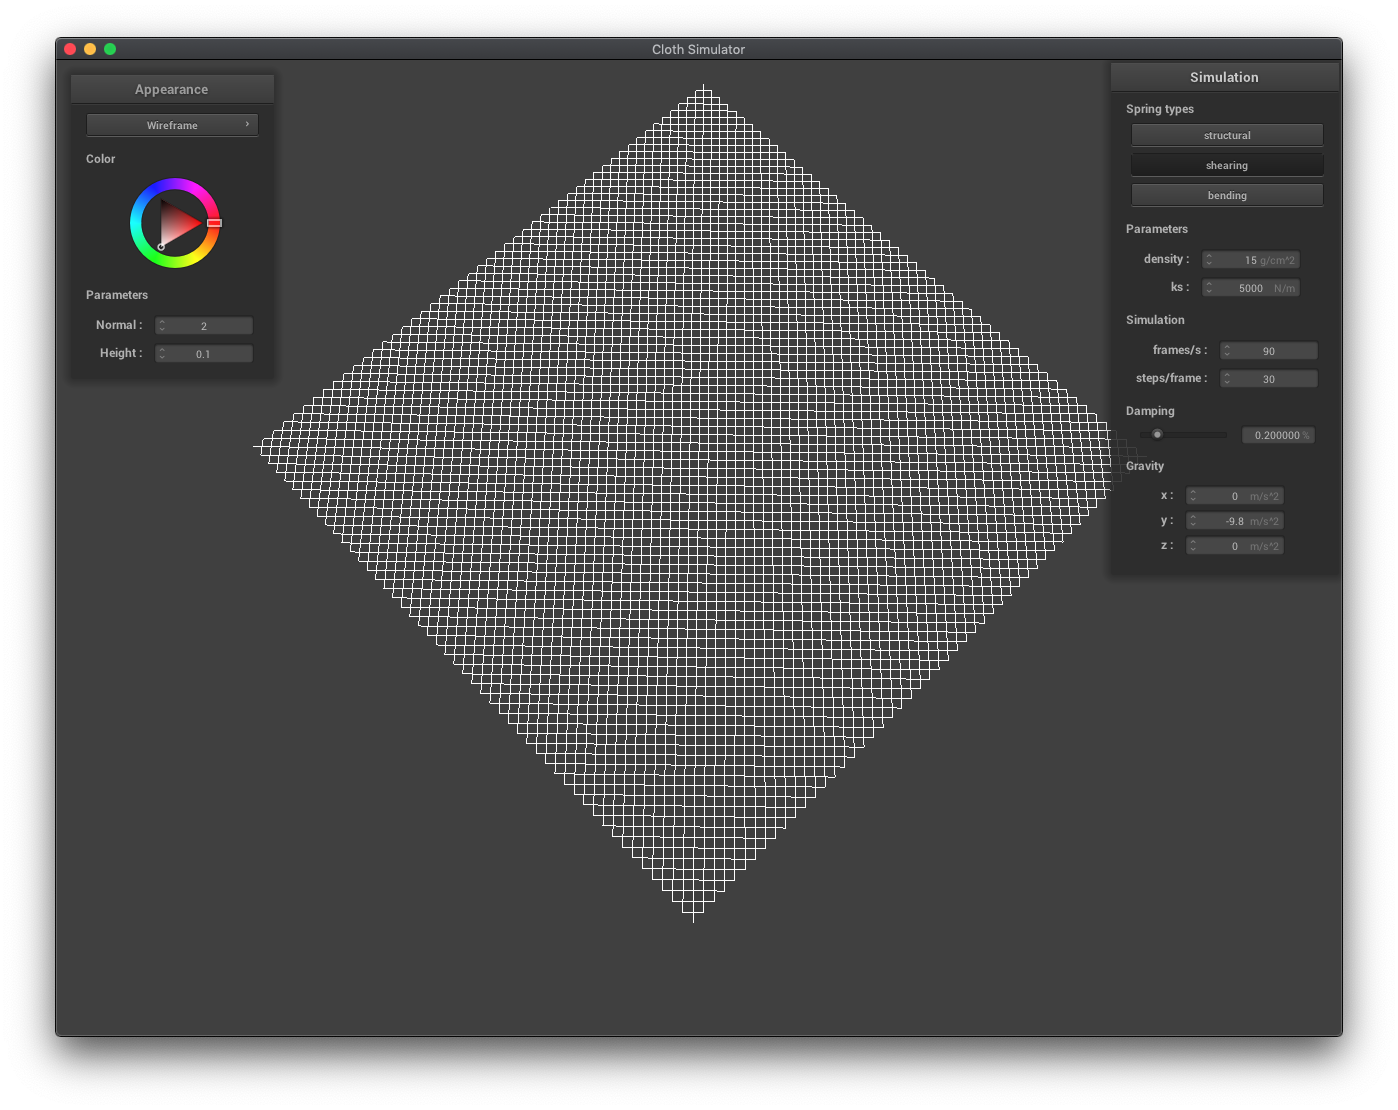 Cloth Simulator
Appearance
Wireframe
Color
Parameters
Normal : 2
Height : 0.1
Simulation
Spring types
structural
shearing
bending
Parameters
density : 15 g/cm^2
ks : 5000 N/m
Simulation
frames/s : 90
steps/frame : 30
Damping
0.200000 %
Gravity
x : 0 m/s^2
y : -9.8 m/s^2
z : 0 m/s^2